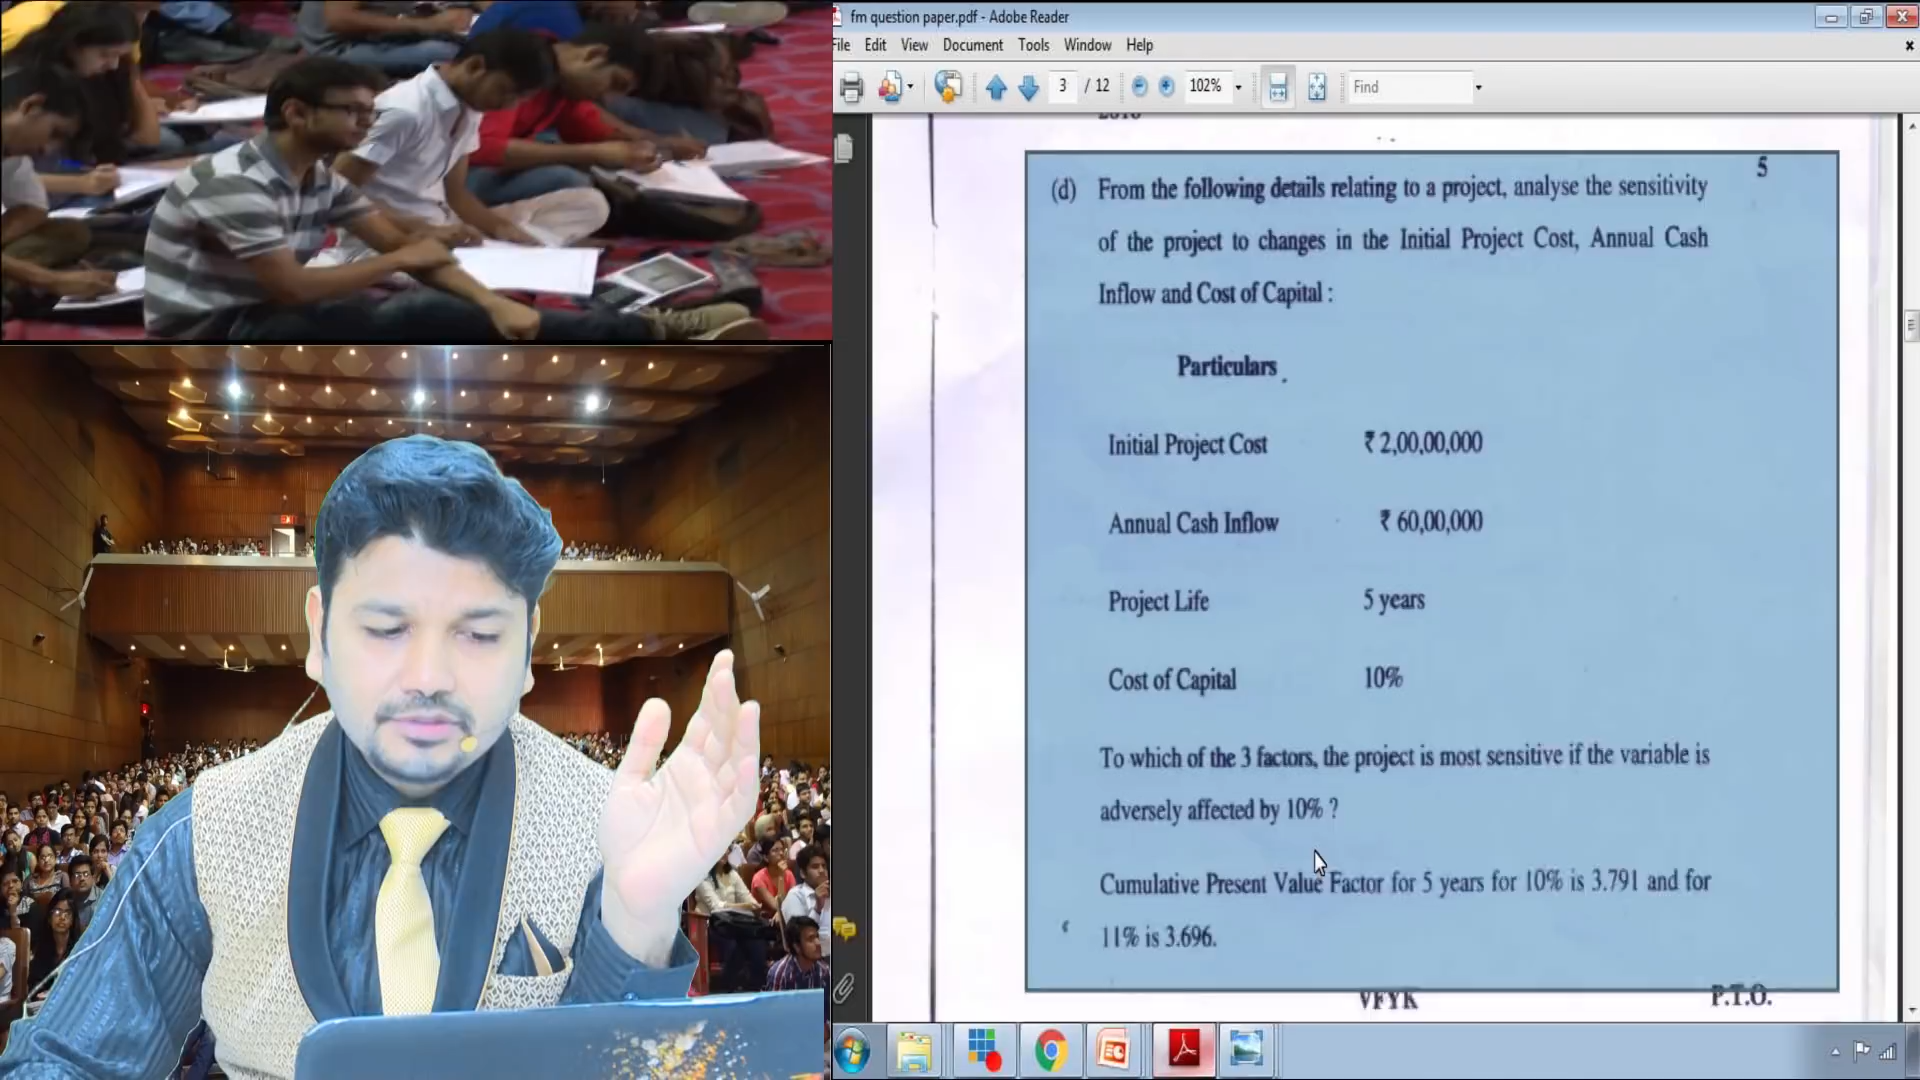 fm question paper.pdf - Adobe Reader
File Edit View Document Tools Window Help
3 / 12 102% Find
2018
5
(d) From the following details relating to a project, analyse the sensitivity
of the project to changes in the Initial Project Cost, Annual Cash
Inflow and Cost of Capital :
Particulars
Initial Project Cost ₹ 2,00,00,000
Annual Cash Inflow ₹ 60,00,000
Project Life 5 years
Cost of Capital 10%
To which of the 3 factors, the project is most sensitive if the variable is
adversely affected by 10% ?
Cumulative Present Value Factor for 5 years for 10% is 3.791 and for
11% is 3.696.
VFYK P.T.O.
EXIT